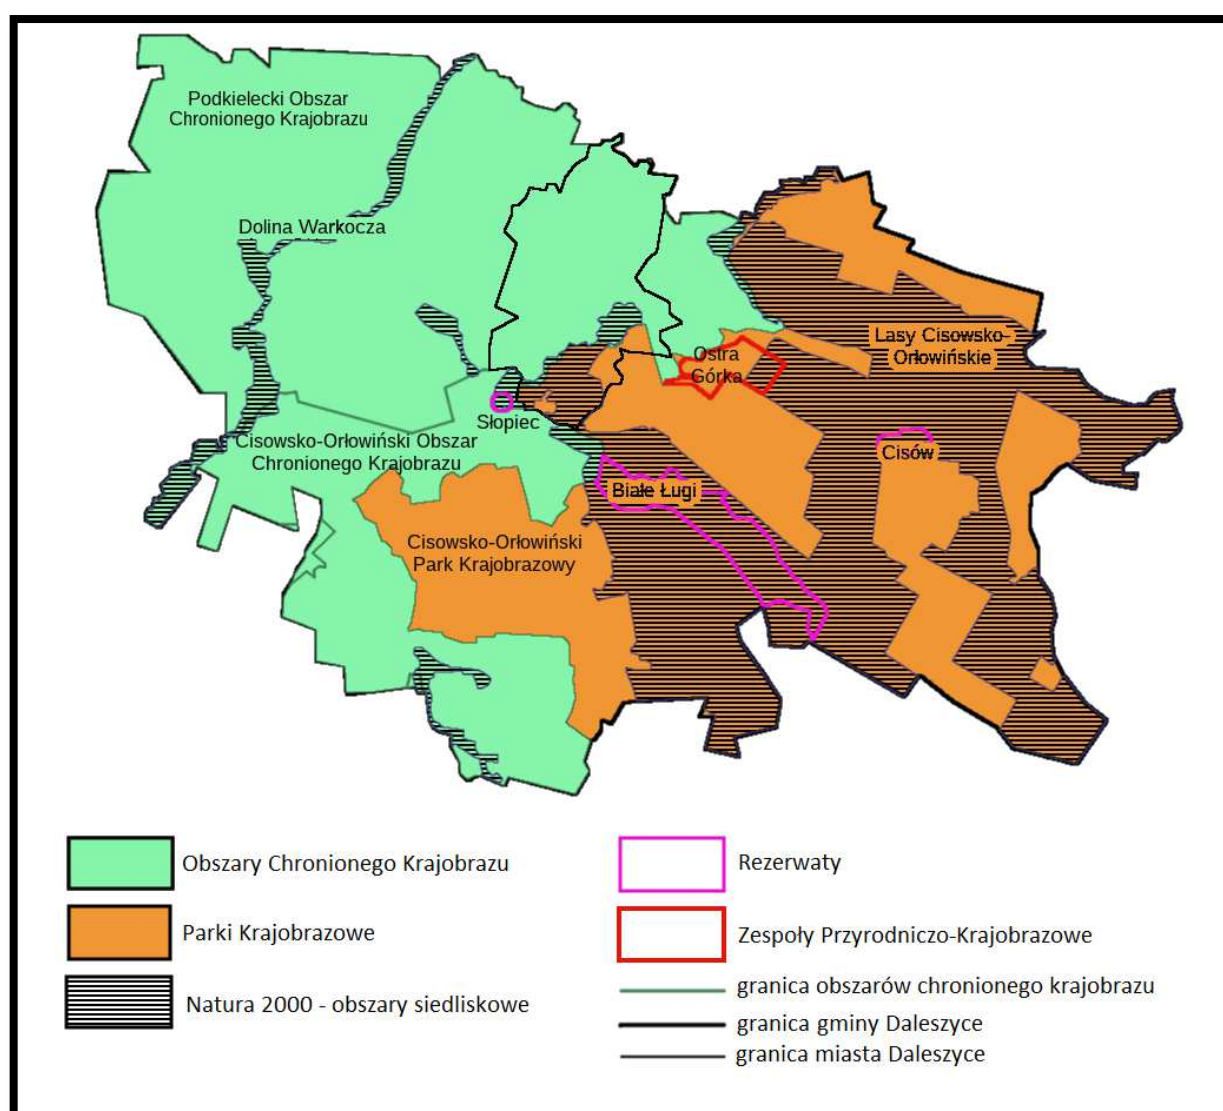 Podkielecki Obszar
Chronionego Krajobrazu
Dolina Warkocza
Lasy Cisowsko-
Orłowińskie
Ostra
Górka
Słopiec
Cisowsko-Orłowiński Obszar
Chronionego Krajobrazu
Cisów
Białe Ługi
Cisowsko-Orłowiński
Park Krajobrazowy
Obszary Chronionego Krajobrazu
Parki Krajobrazowe
Natura 2000 - obszary siedliskowe
Rezerwaty
Zespoły Przyrodniczo-Krajobrazowe
granica obszarów chronionego krajobrazu
granica gminy Daleszyce
granica miasta Daleszyce